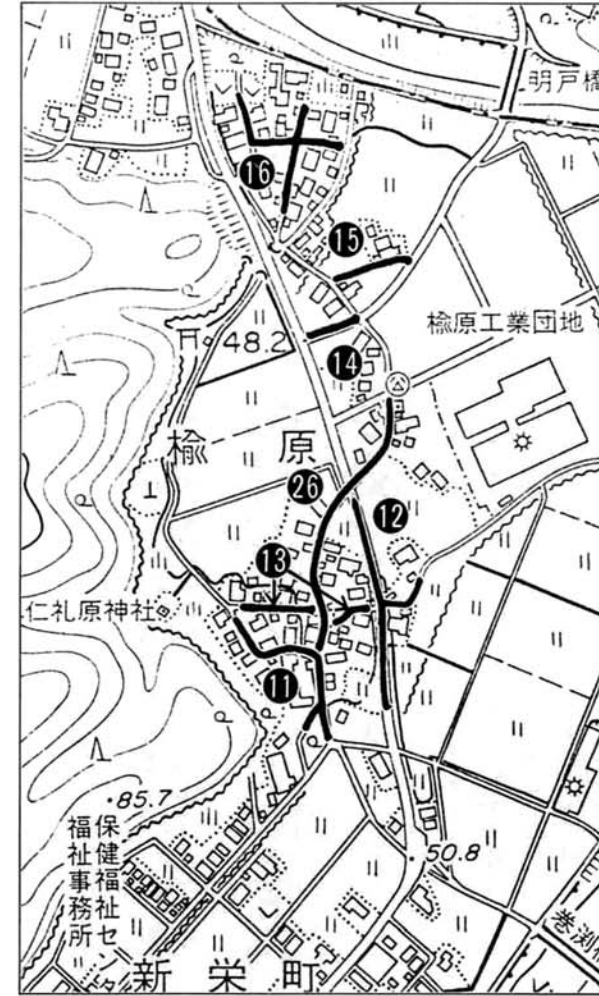 明戸橋
16
15
楡原工業団地
48.2
14
楡原
26
12
13
仁礼原神社
11
85.7
保健福祉セン
福祉事務所
50.8
巻渕
新栄町